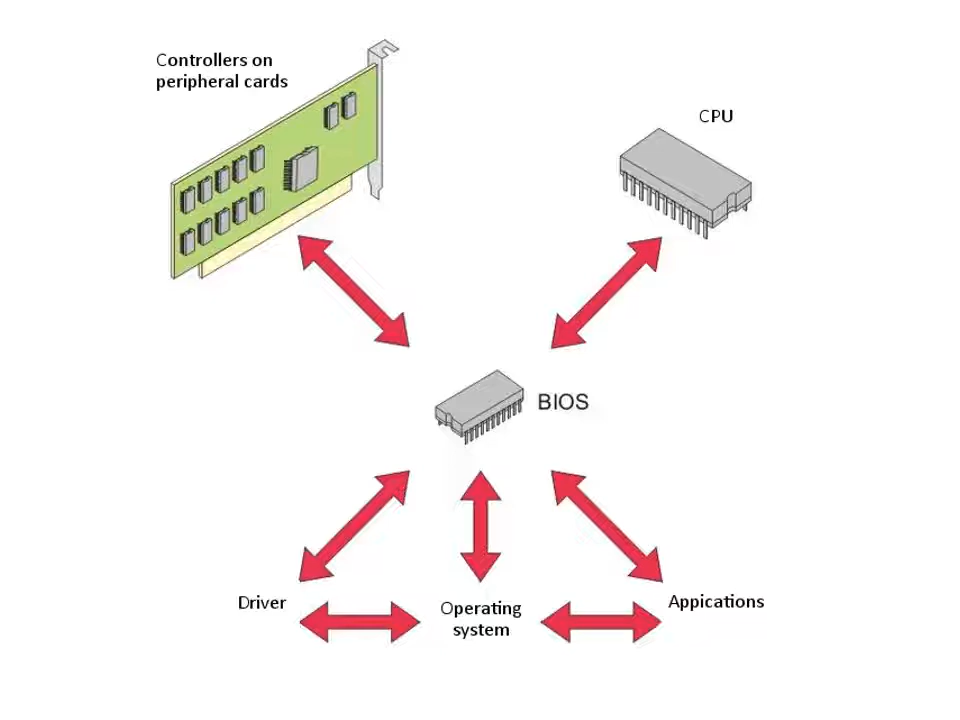 Controllers on
peripheral cards
CPU
BIOS
Driver
Operating
system
Appications